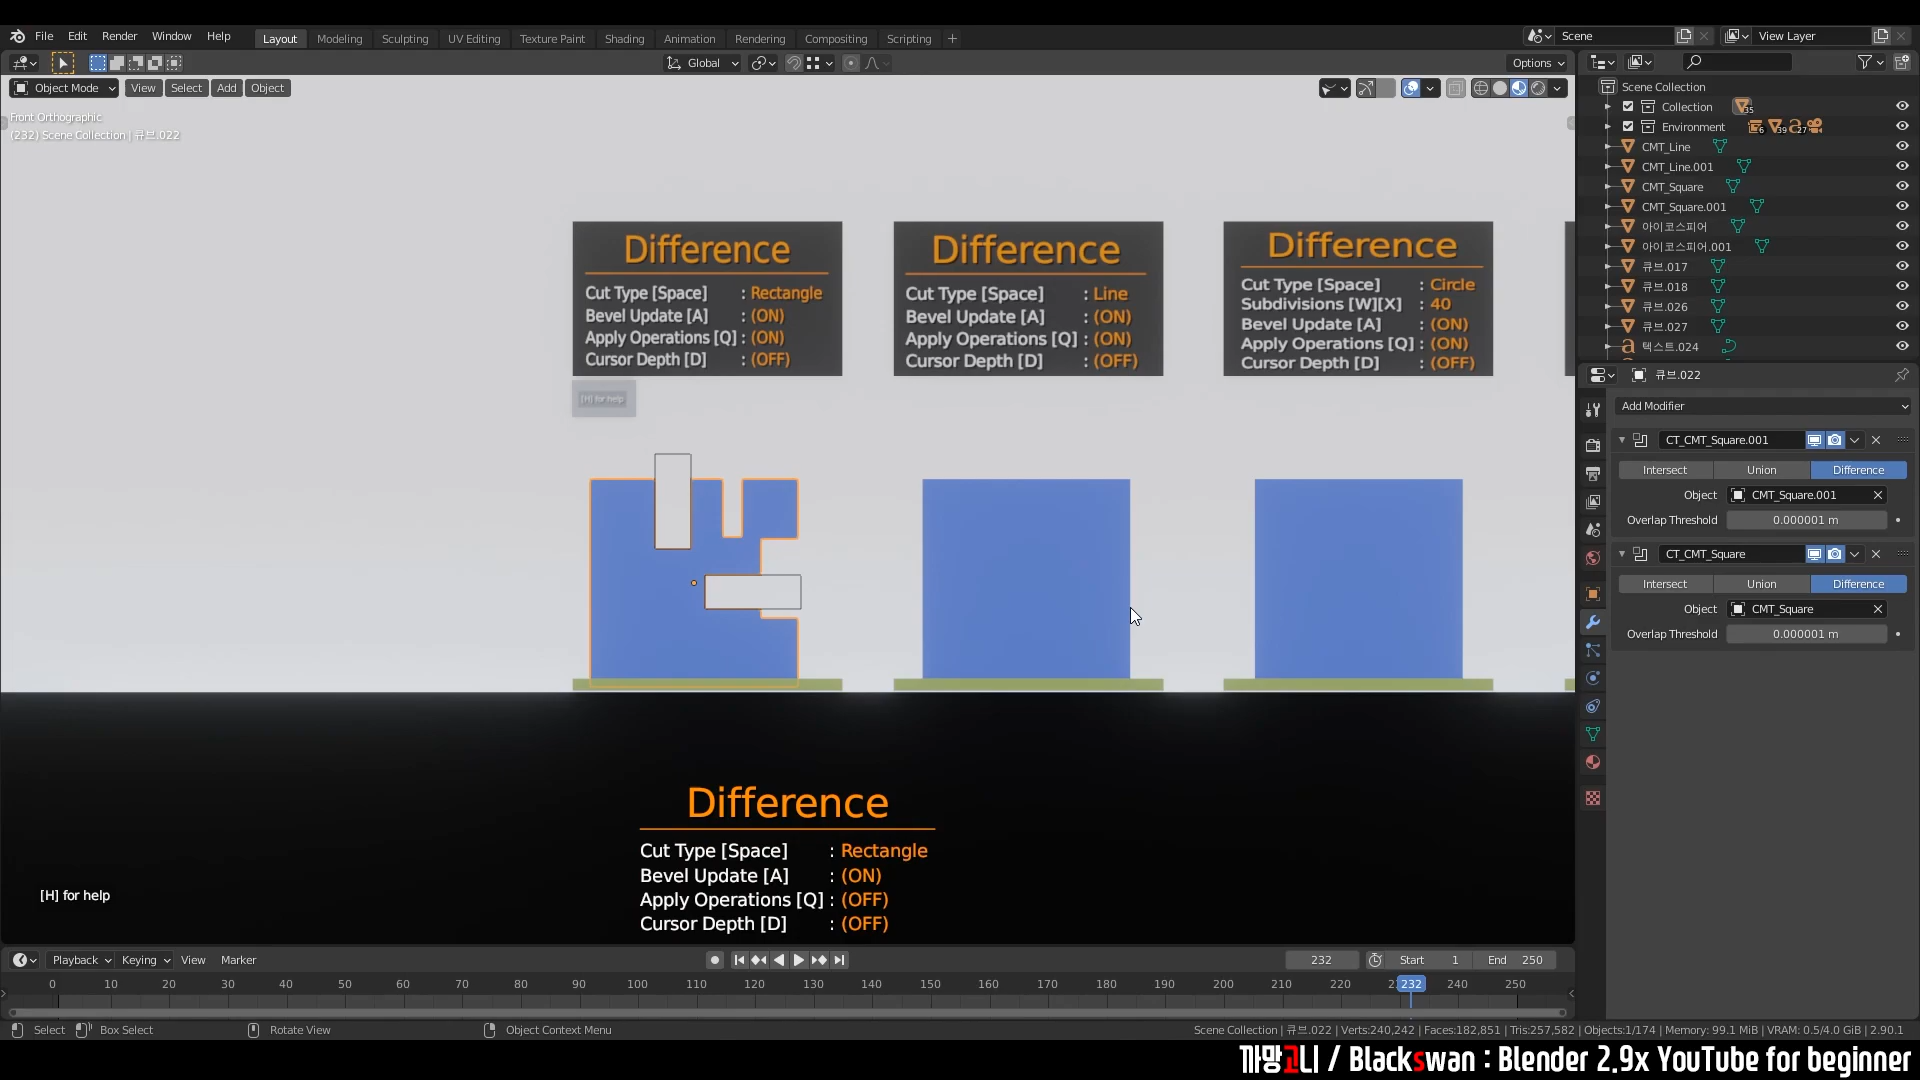 File Edit Render Window Help
Layout Modeling Sculpting UV Editing Texture Paint Shading Animation Rendering Compositing Scripting +
Scene
View Layer
Global
Options
Object Mode View Select Add Object
Front Orthographic
(232) Scene Collection | 큐브.022
Difference
Cut Type [Space] : Rectangle
Bevel Update [A] : (ON)
Apply Operations [Q] : (ON)
Cursor Depth [D] : (OFF)
[H] for help
Difference
Cut Type [Space] : Line
Bevel Update [A] : (ON)
Apply Operations [Q] : (ON)
Cursor Depth [D] : (OFF)
Difference
Cut Type [Space] : Circle
Subdivisions [W][X] : 40
Bevel Update [A] : (ON)
Apply Operations [Q] : (ON)
Cursor Depth [D] : (OFF)
Difference
Cut Type [Space] : Rectangle
Bevel Update [A] : (ON)
Apply Operations [Q] : (OFF)
Cursor Depth [D] : (OFF)
[H] for help
Scene Collection
Collection 35
Environment 6 39 27
CMT_Line
CMT_Line.001
CMT_Square
CMT_Square.001
아이코스피어
아이코스피어.001
큐브.017
큐브.018
큐브.026
큐브.027
텍스트.024
큐브.022
Add Modifier
CT_CMT_Square.001
Intersect Union Difference
Object CMT_Square.001
Overlap Threshold 0.000001 m
CT_CMT_Square
Intersect Union Difference
Object CMT_Square
Overlap Threshold 0.000001 m
Playback Keying View Marker
232 Start 1 End 250
0 10 20 30 40 50 60 70 80 90 100 110 120 130 140 150 160 170 180 190 200 210 220 232 240 250
Select Box Select Rotate View Object Context Menu
Scene Collection | 큐브.022 | Verts:240,242 | Faces:182,851 | Tris:257,582 | Objects:1/174 | Memory: 99.1 MiB | VRAM: 0.5/4.0 GiB | 2.90.1
까망고니 / Blackswan : Blender 2.9x YouTube for beginner